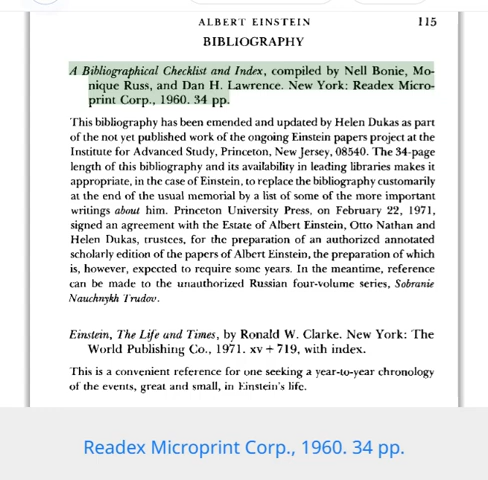 ALBERT EINSTEIN 115
BIBLIOGRAPHY
A Bibliographical Checklist and Index, compiled by Nell Bonie, Mo-
nique Russ, and Dan H. Lawrence. New York: Readex Micro-
print Corp., 1960. 34 pp.
This bibliography has been emended and updated by Helen Dukas as part
of the not yet published work of the ongoing Einstein papers project at the
Institute for Advanced Study, Princeton, New Jersey, 08540. The 34-page
length of this bibliography and its availability in leading libraries makes it
appropriate, in the case of Einstein, to replace the bibliography customarily
at the end of the usual memorial by a list of some of the more important
writings about him. Princeton University Press, on February 22, 1971,
signed an agreement with the Estate of Albert Einstein, Otto Nathan and
Helen Dukas, trustees, for the preparation of an authorized annotated
scholarly edition of the papers of Albert Einstein, the preparation of which
is, however, expected to require some years. In the meantime, reference
can be made to the unauthorized Russian four-volume series, Sobranie
Nauchnykh Trudov.
Einstein, The Life and Times, by Ronald W. Clarke. New York: The
World Publishing Co., 1971. xv + 719, with index.
This is a convenient reference for one seeking a year-to-year chronology
of the events, great and small, in Einstein's life.
Readex Microprint Corp., 1960. 34 pp.